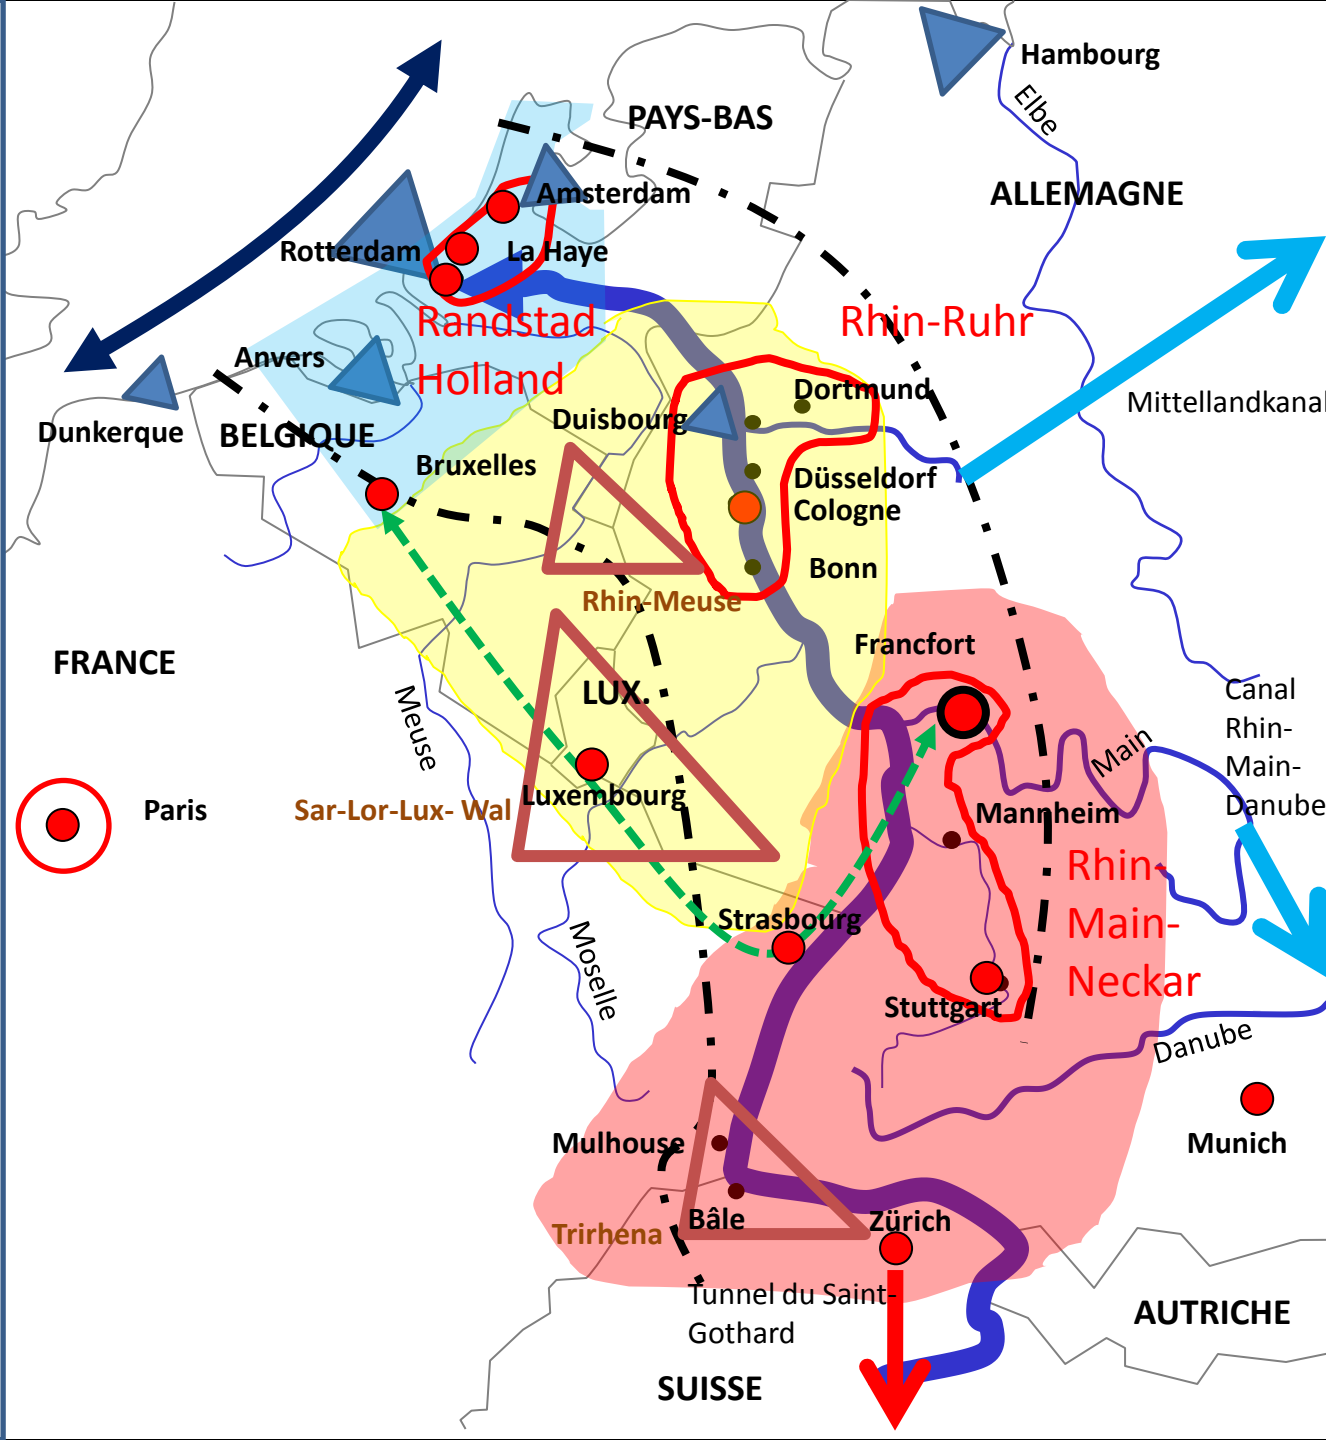 Hambourg
Elbe
PAYS-BAS
ALLEMAGNE
Amsterdam
Rotterdam
La Haye
Randstad
Holland
Rhin-Ruhr
Anvers
Dortmund
Mittellandkanal
Duisbourg
Dunkerque
BELGIQUE
Bruxelles
Düsseldorf
Cologne
Bonn
Rhin-Meuse
Francfort
FRANCE
LUX.
Meuse
Canal
Rhin-
Main-
Danube
Main
Paris
Sar-Lor-Lux- Wal
Luxembourg
Mannheim
Rhin-
Main-
Neckar
Strasbourg
Moselle
Stuttgart
Danube
Munich
Mulhouse
Bâle
Zürich
Trirhena
Tunnel du Saint-
Gothard
AUTRICHE
SUISSE